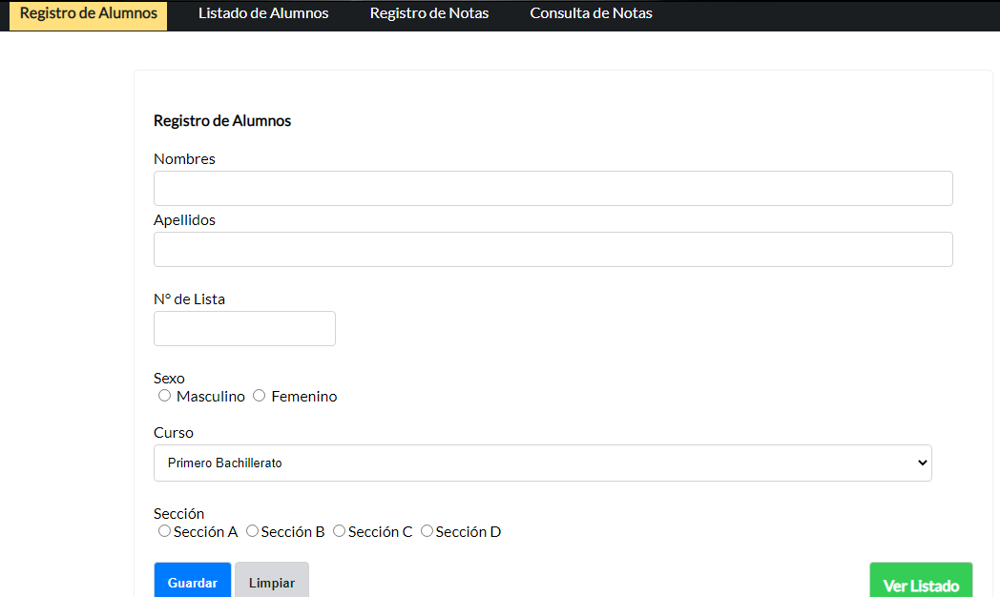 Registro de Alumnos Listado de Alumnos Registro de Notas Consulta de Notas
Registro de Alumnos
Nombres
Apellidos
N° de Lista
Sexo
Masculino Femenino
Curso
Primero Bachillerato
Sección
Sección A Sección B Sección C Sección D
Guardar Limpiar Ver Listado